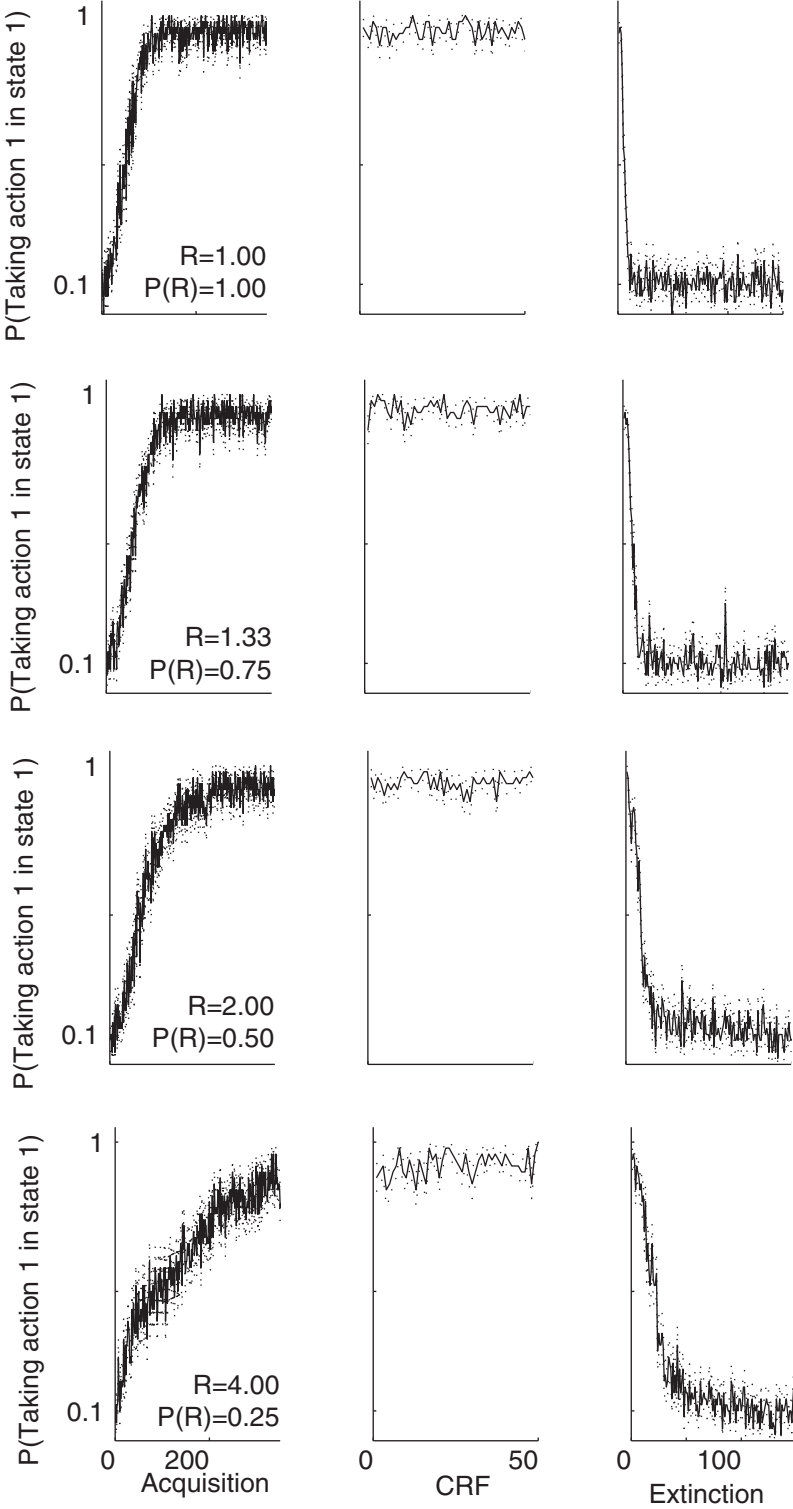 P(Taking action 1 in state 1)
1
0.1
R=1.00
P(R)=1.00
P(Taking action 1 in state 1)
1
0.1
R=1.33
P(R)=0.75
P(Taking action 1 in state 1)
1
0.1
R=2.00
P(R)=0.50
P(Taking action 1 in state 1)
1
0.1
R=4.00
P(R)=0.25
0 200
0 50
0 100
Acquisition
CRF
Extinction